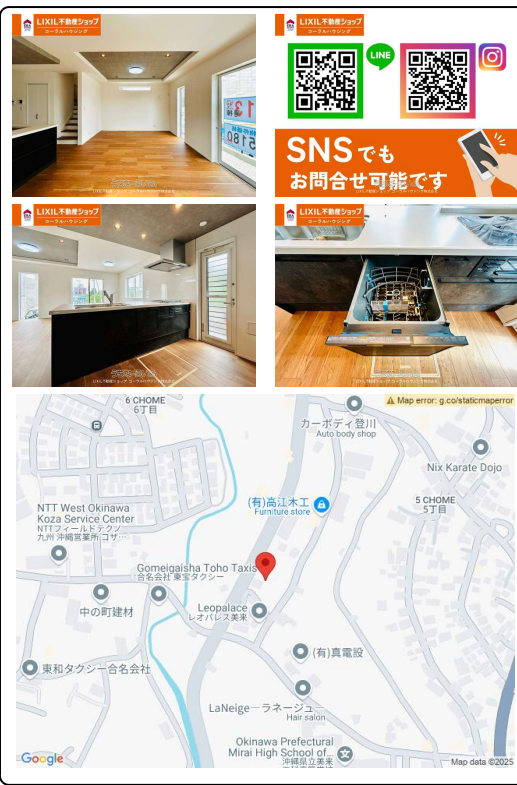 LIXIL不動産ショップ
コーラルハウジング
LIXIL不動産ショップ
コーラルハウジング
LINE
SNSでも
お問合せ可能です
LIXIL不動産ショップ
コーラルハウジング
LIXIL不動産ショップ
コーラルハウジング
6 CHOME
6丁目
Map error: g.co/staticmaperror
カーボディ登川
Auto body shop
Nix Karate Dojo
NTT West Okinawa
Koza Service Center
NTTフィールドテクノ
九州 沖縄営業所 コザ…
(有)高江木工
Furniture store
5 CHOME
5丁目
Gomeigaisha Toho Taxis
合名会社 東宝タクシー
中の町建材
Leopalace
レオパレス美来
(有)真電設
東和タクシー合名会社
LaNeige－ラネージュ－
Hair salon
Okinawa Prefectural
Mirai High School of…
沖縄県立美来
Google
Map data ©2025